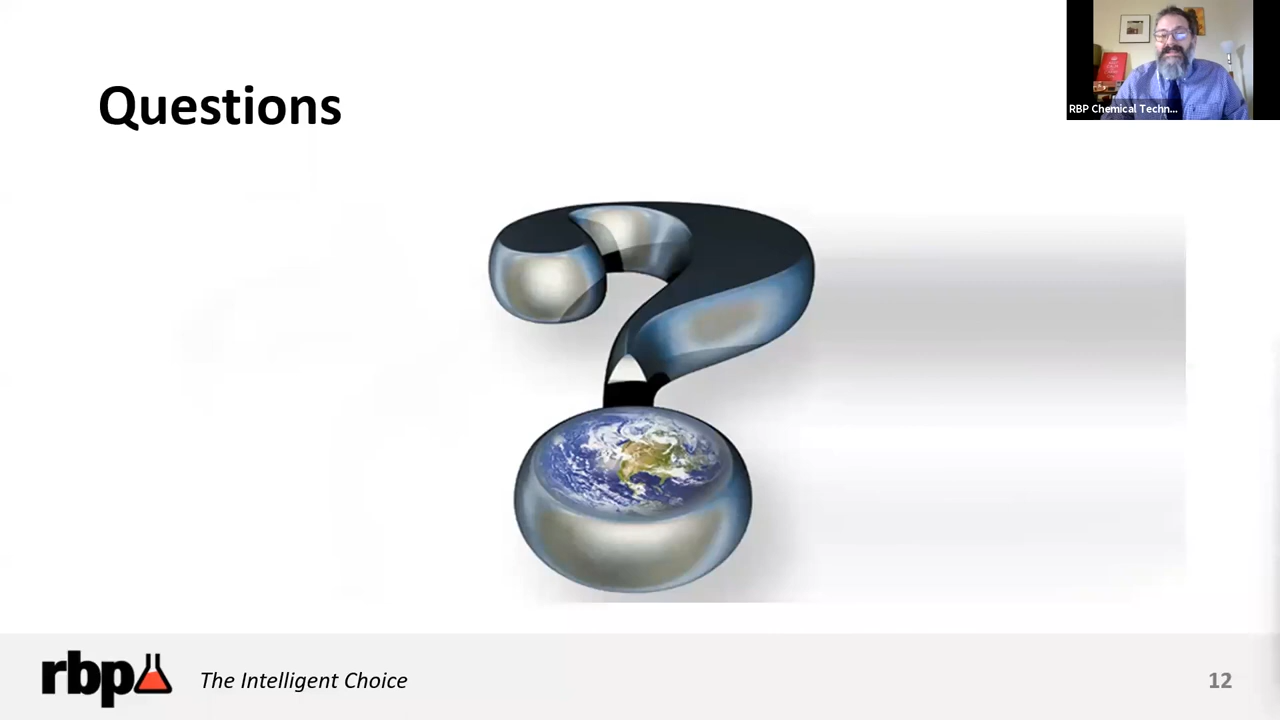 Questions
RBP Chemical Techn...
rbp
The Intelligent Choice
12